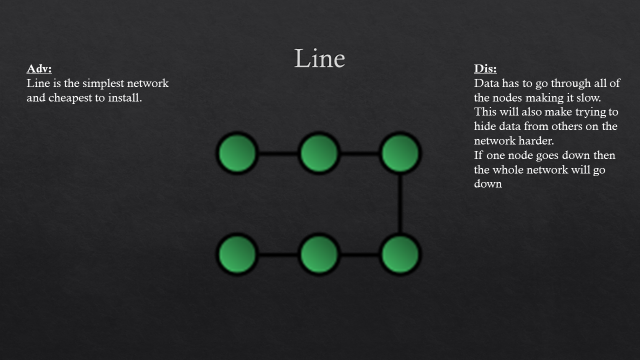 Line
Adv:
Line is the simplest network
and cheapest to install.
Dis:
Data has to go through all of
the nodes making it slow.
This will also make trying to
hide data from others on the
network harder.
If one node goes down then
the whole network will go
down